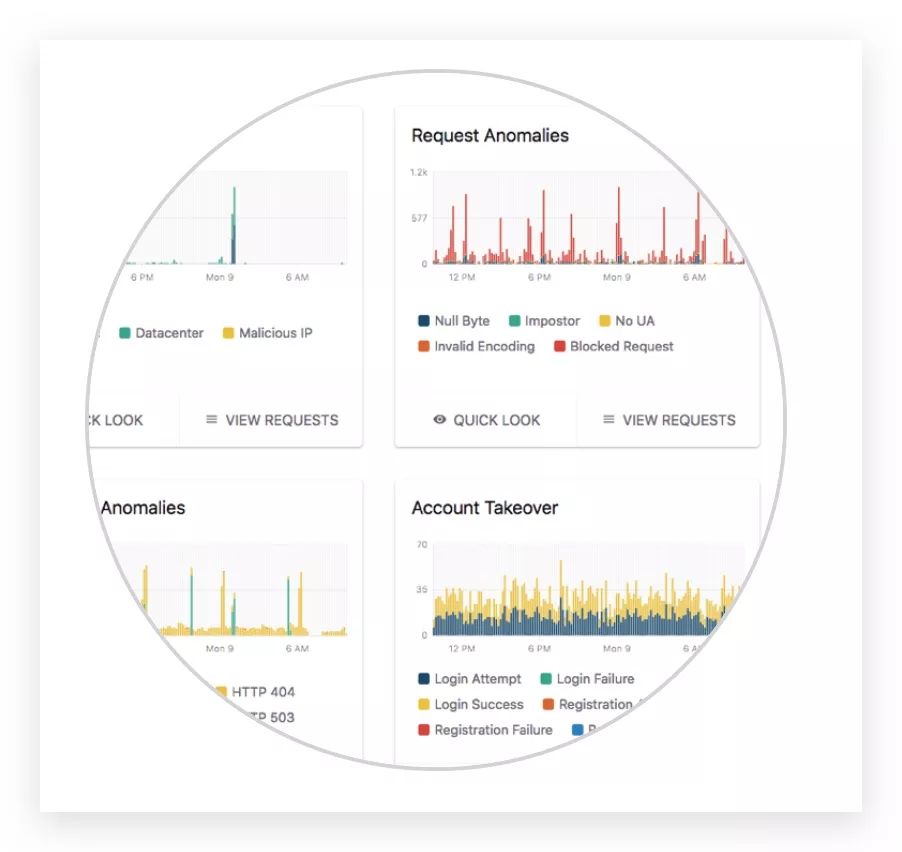 Request Anomalies
1.2k
577
0
12 PM 6 PM Mon 9 6 AM
Null Byte Impostor No UA
Invalid Encoding Blocked Request
QUICK LOOK VIEW REQUESTS
6 PM Mon 9 6 AM
Datacenter Malicious IP
LOOK VIEW REQUESTS
Anomalies
Mon 9 6 AM
HTTP 404
503
Account Takeover
70
35
0
12 PM 6 PM Mon 9 6 A
Login Attempt Login Failure
Login Success Registration
Registration Failure